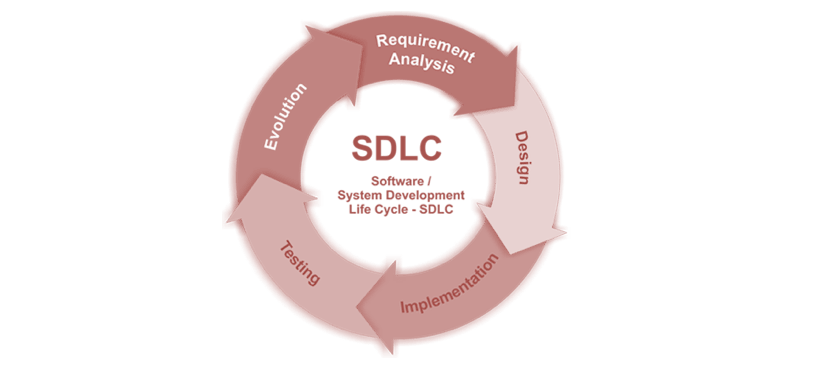 Requirement
Analysis
Design
Implementation
Testing
Evolution
SDLC
Software /
System Development
Life Cycle - SDLC